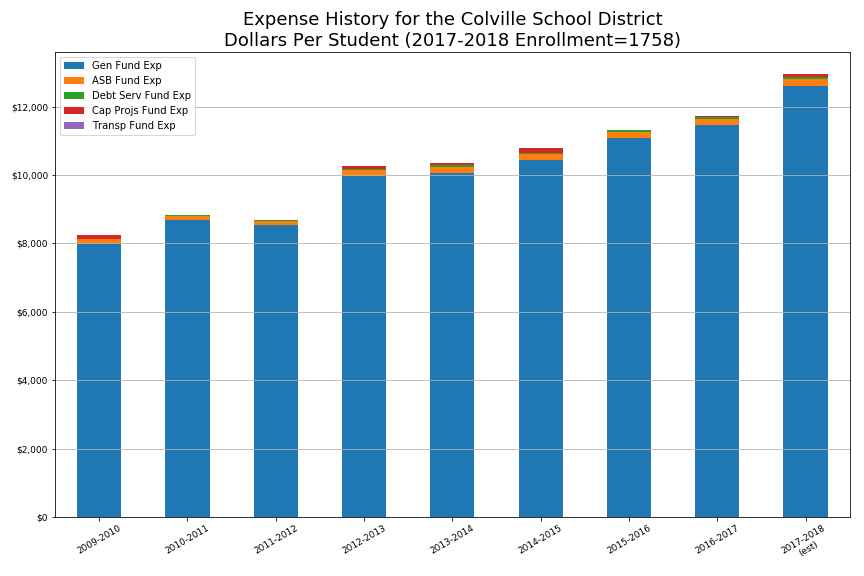 Expense History for the Colville School District
Dollars Per Student (2017-2018 Enrollment=1758)
Gen Fund Exp
ASB Fund Exp
Debt Serv Fund Exp
Cap Projs Fund Exp
Transp Fund Exp
$12,000
$10,000
$8,000
$6,000
$4,000
$2,000
$0
2009-2010
2010-2011
2011-2012
2012-2013
2013-2014
2014-2015
2015-2016
2016-2017
2017-2018
(est)